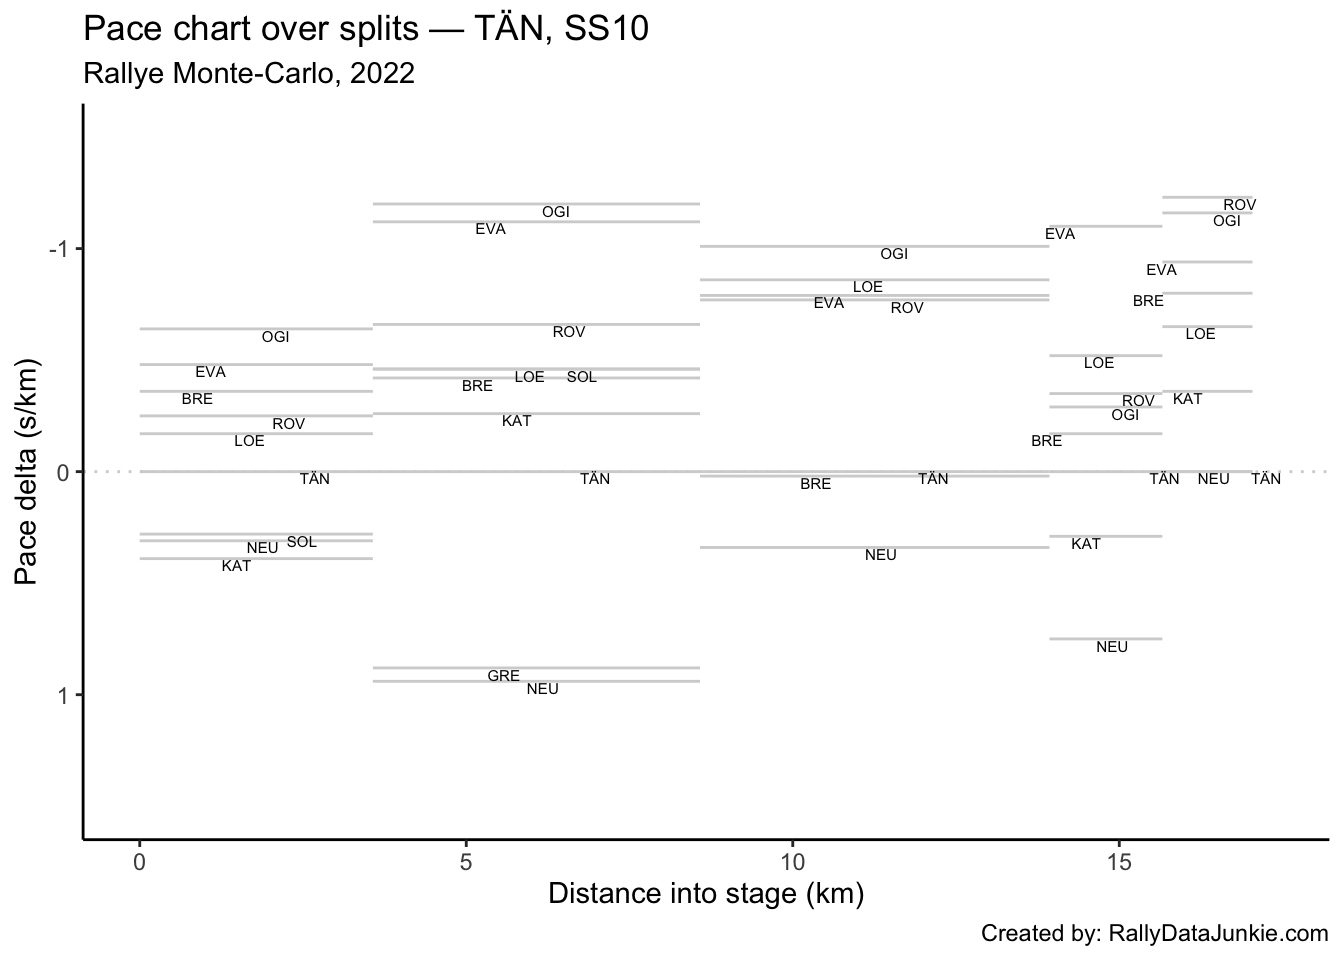 Pace chart over splits — TÄN, SS10
Rallye Monte-Carlo, 2022
Pace delta (s/km)
-1
0
1
OGI
EVA
BRE
ROV
LOE
TÄN
SOL
NEU
KAT
OGI
EVA
ROV
LOE
SOL
BRE
KAT
TÄN
GRE
NEU
OGI
LOE
EVA
ROV
TÄN
BRE
NEU
EVA
LOE
ROV
OGI
BRE
TÄN
KAT
NEU
ROV
OGI
EVA
BRE
LOE
KAT
NEU
TÄN
0
5
10
15
Distance into stage (km)
Created by: RallyDataJunkie.com